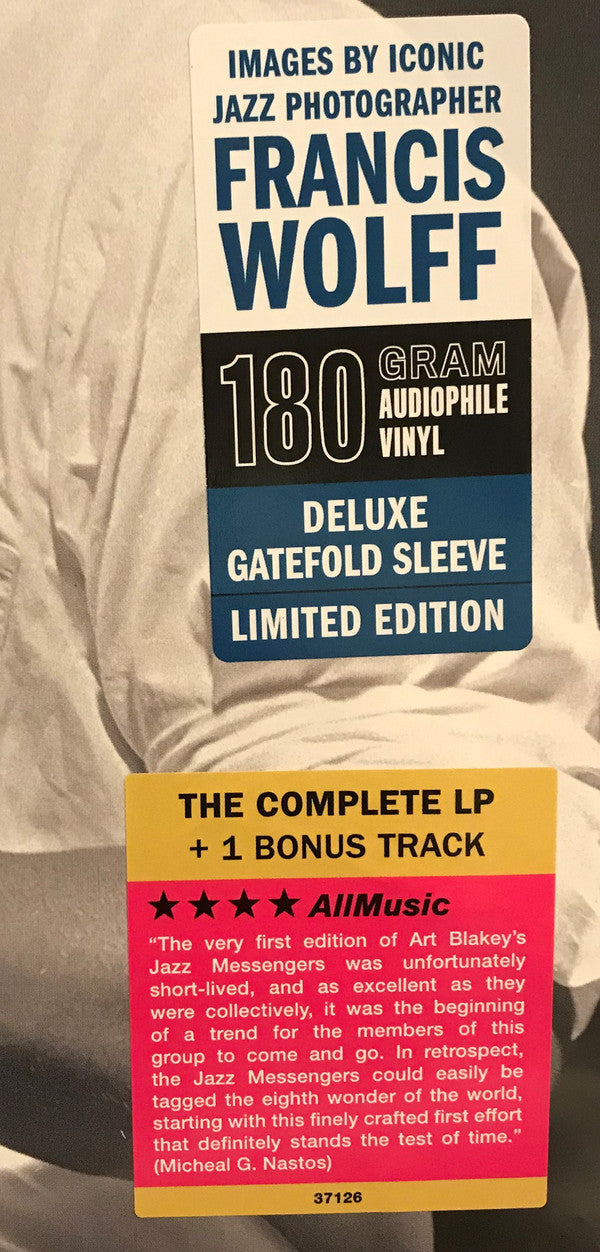 IMAGES BY ICONIC
JAZZ PHOTOGRAPHER
FRANCIS
WOLFF
180 GRAM
AUDIOPHILE
VINYL
DELUXE
GATEFOLD SLEEVE
LIMITED EDITION
THE COMPLETE LP
+ 1 BONUS TRACK
★★★★ AllMusic
“The very first edition of Art Blakey’s
Jazz Messengers was unfortunately
short-lived, and as excellent as they
were collectively, it was the beginning
of a trend for the members of this
group to come and go. In retrospect,
the Jazz Messengers could easily be
tagged the eighth wonder of the world,
starting with this finely crafted first effort
that definitely stands the test of time.”
(Micheal G. Nastos)
37126